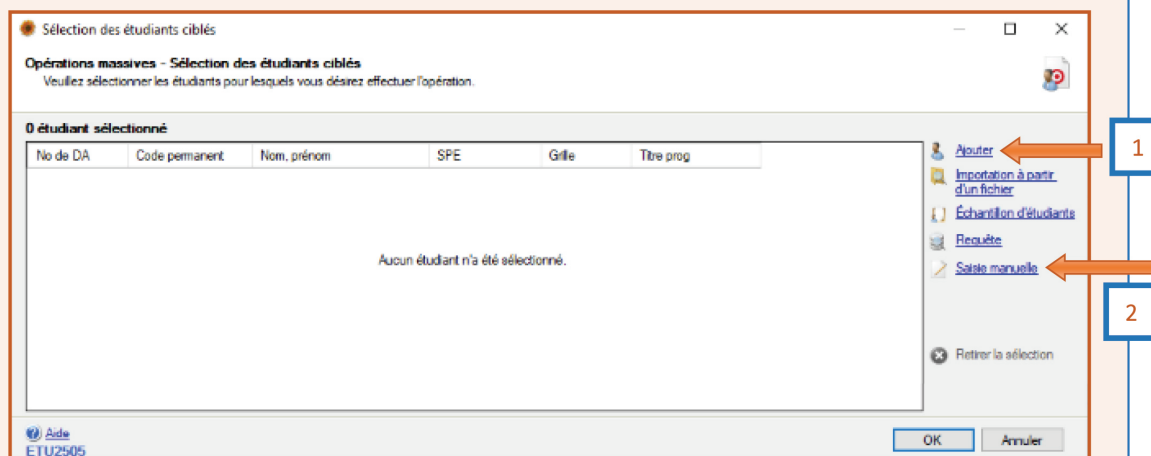 Sélection des étudiants ciblés
Opérations massives - Sélection des étudiants ciblés
Veuillez sélectionner les étudiants pour lesquels vous désirez effectuer l'opération.
0 étudiant sélectionné
No de DA Code permanent Nom, prénom SPE Grille Titre prog
Aucun étudiant n'a été sélectionné.
Ajouter
1
Importation à partir
d'un fichier
Échantillon d'étudiants
Requête
Saisie manuelle
2
Retirer la sélection
Aide
ETU2505
OK Annuler